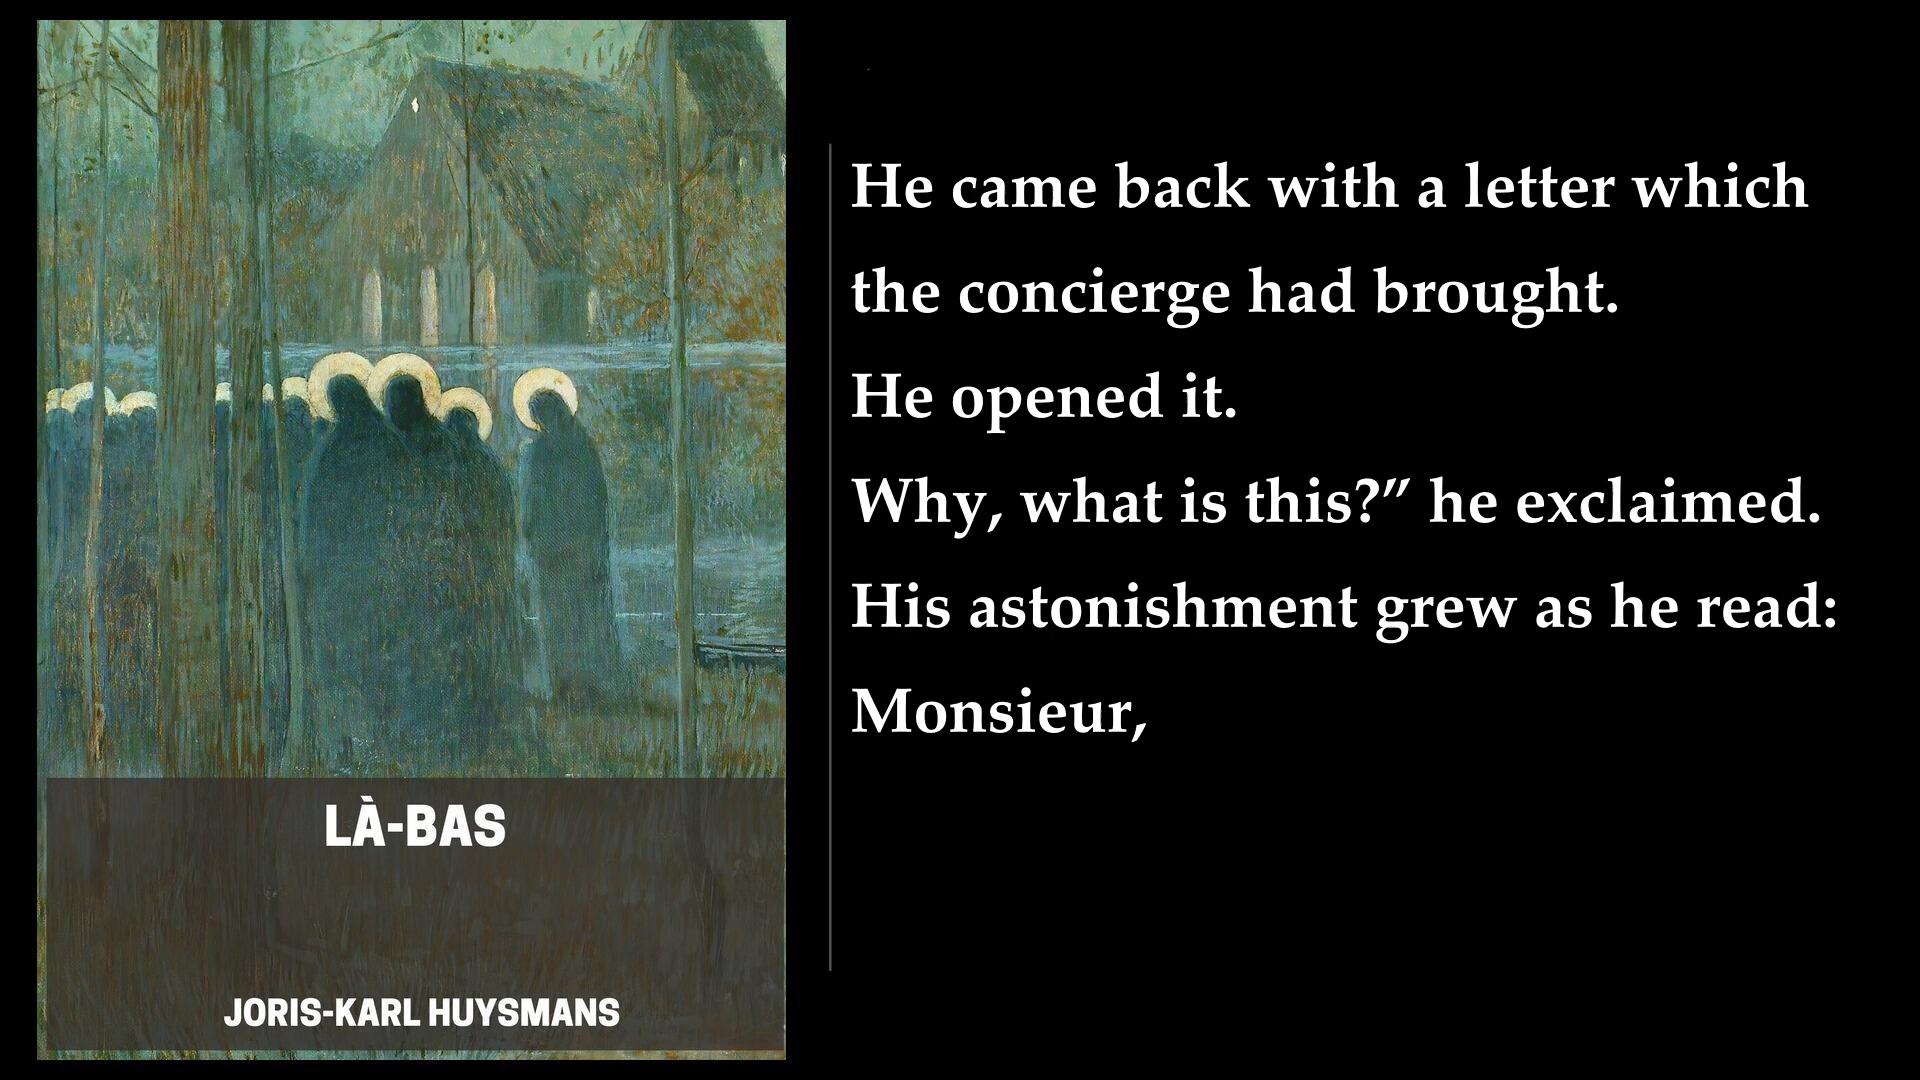 LÀ-BAS
JORIS-KARL HUYSMANS
He came back with a letter which
the concierge had brought.
He opened it.
Why, what is this?” he exclaimed.
His astonishment grew as he read:
Monsieur,